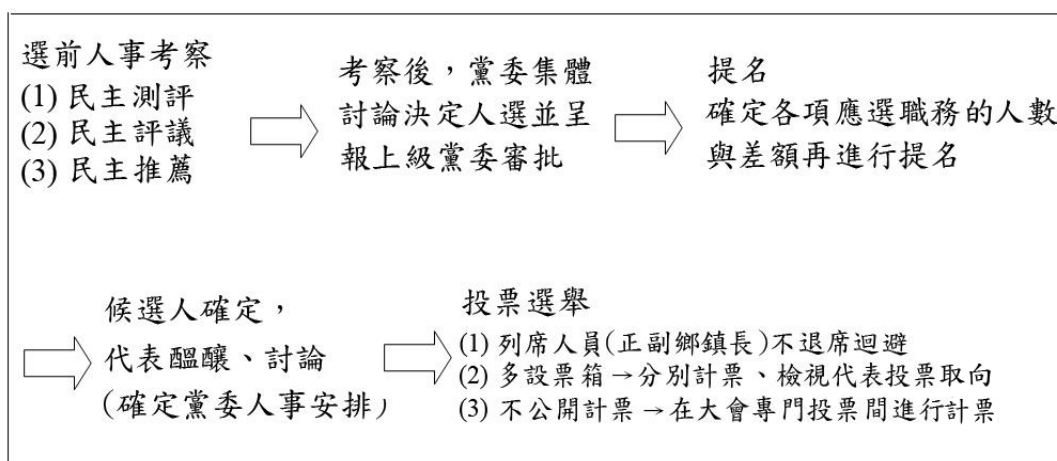 選前人事考察
(1) 民主測評
(2) 民主評議
(3) 民主推薦
考察後，黨委集體
討論決定人選並呈
報上級黨委審批
提名
確定各項應選職務的人數
與差額再進行提名
候選人確定，
代表醞釀、討論
(確定黨委人事安排)
投票選舉
(1) 列席人員(正副鄉鎮長)不退席迴避
(2) 多設票箱→分別計票、檢視代表投票取向
(3) 不公開計票→在大會專門投票間進行計票